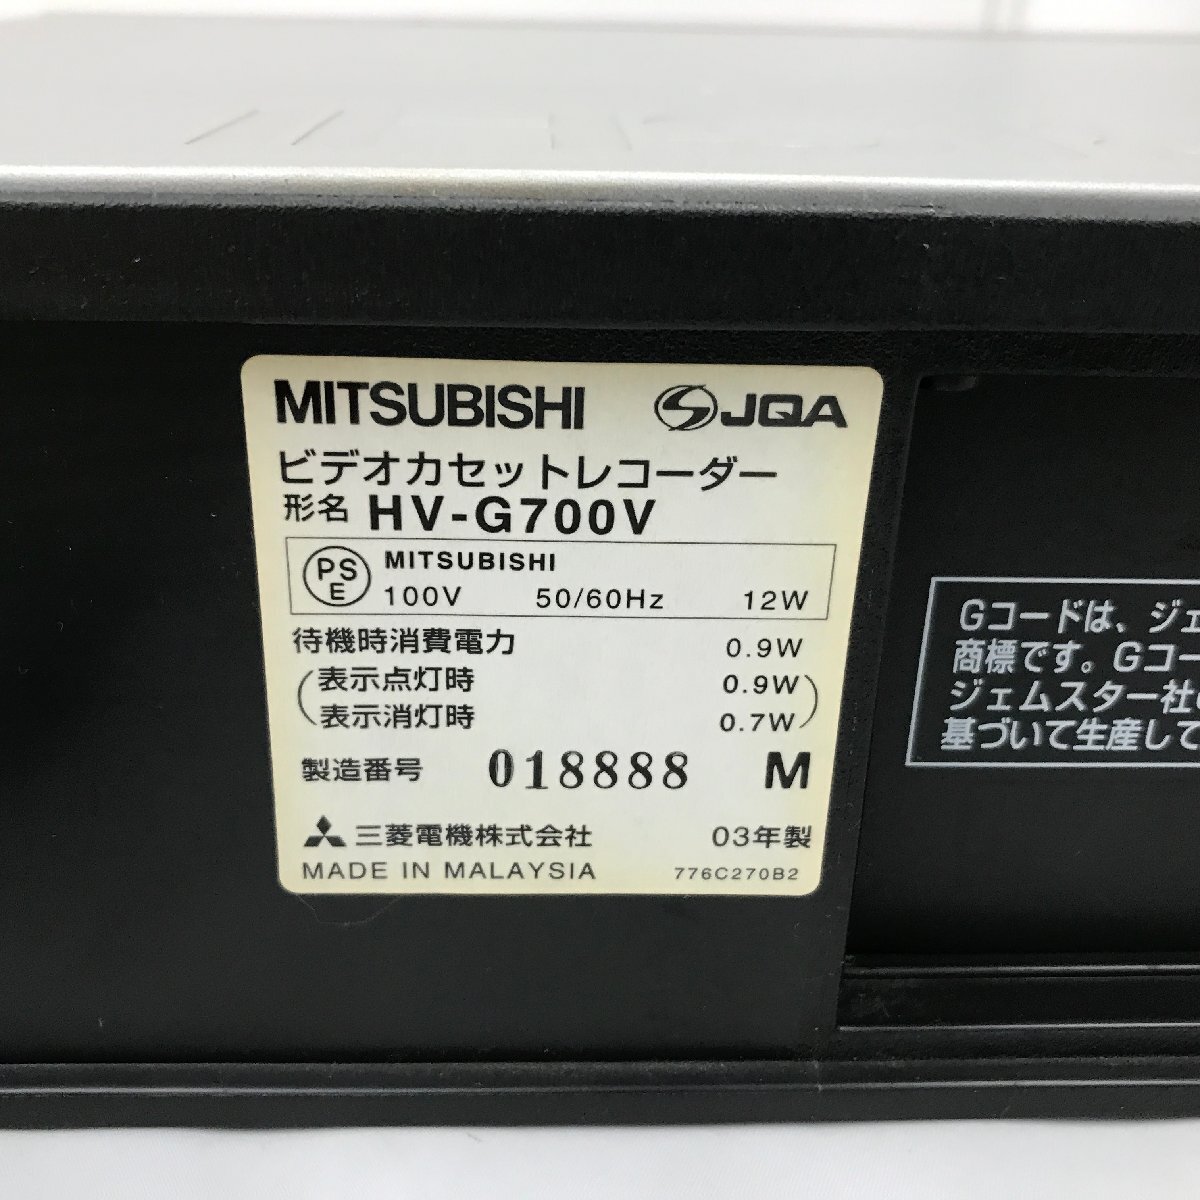 MITSUBISHI JQA
ビデオカセットレコーダー
形名 HV-G700V
PSE MITSUBISHI
100V 50/60Hz 12W
待機時消費電力 0.9W
(表示点灯時 0.9W)
(表示消灯時 0.7W)
製造番号 018888 M
三菱電機株式会社 03年製
MADE IN MALAYSIA 776C270B2
Gコードは、ジェ
商標です。Gコー
ジェムスター社の
基づいて生産して